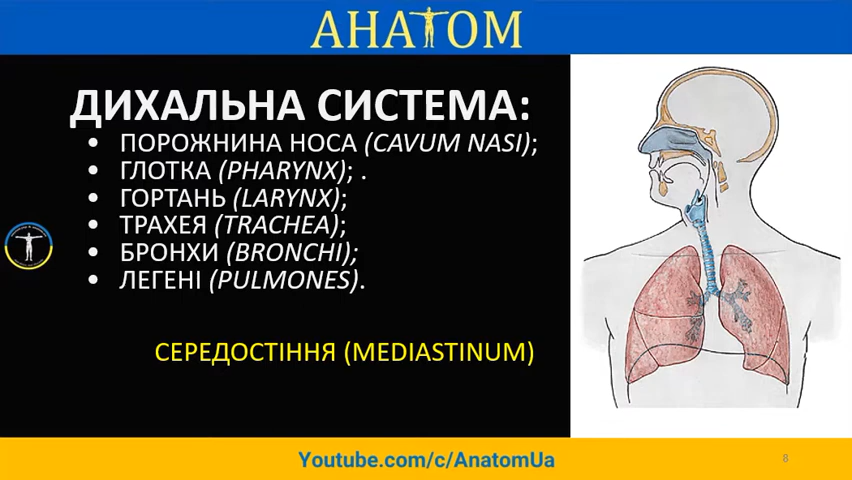 АНАТОМ
ДИХАЛЬНА СИСТЕМА:
• ПОРОЖНИНА НОСА (CAVUM NASI);
• ГЛОТКА (PHARYNX); .
• ГОРТАНЬ (LARYNX);
• ТРАХЕЯ (TRACHEA);
• БРОНХИ (BRONCHI);
• ЛЕГЕНІ (PULMONES).
СЕРЕДОСТІННЯ (MEDIASTINUM)
Youtube.com/c/AnatomUa
8